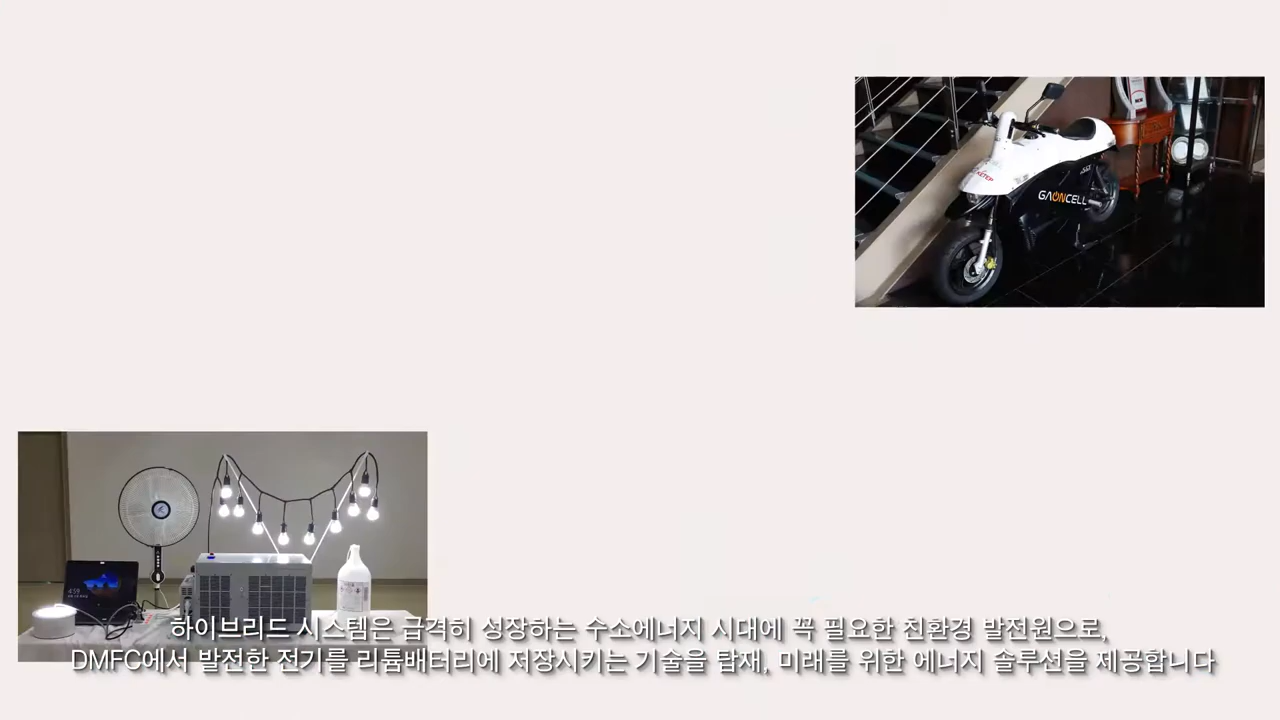 KETEP
GAONCELL
4:59
하이브리드 시스템은 급격히 성장하는 수소에너지 시대에 꼭 필요한 친환경 발전원으로,
DMFC에서 발전한 전기를 리튬배터리에 저장시키는 기술을 탑재, 미래를 위한 에너지 솔루션을 제공합니다